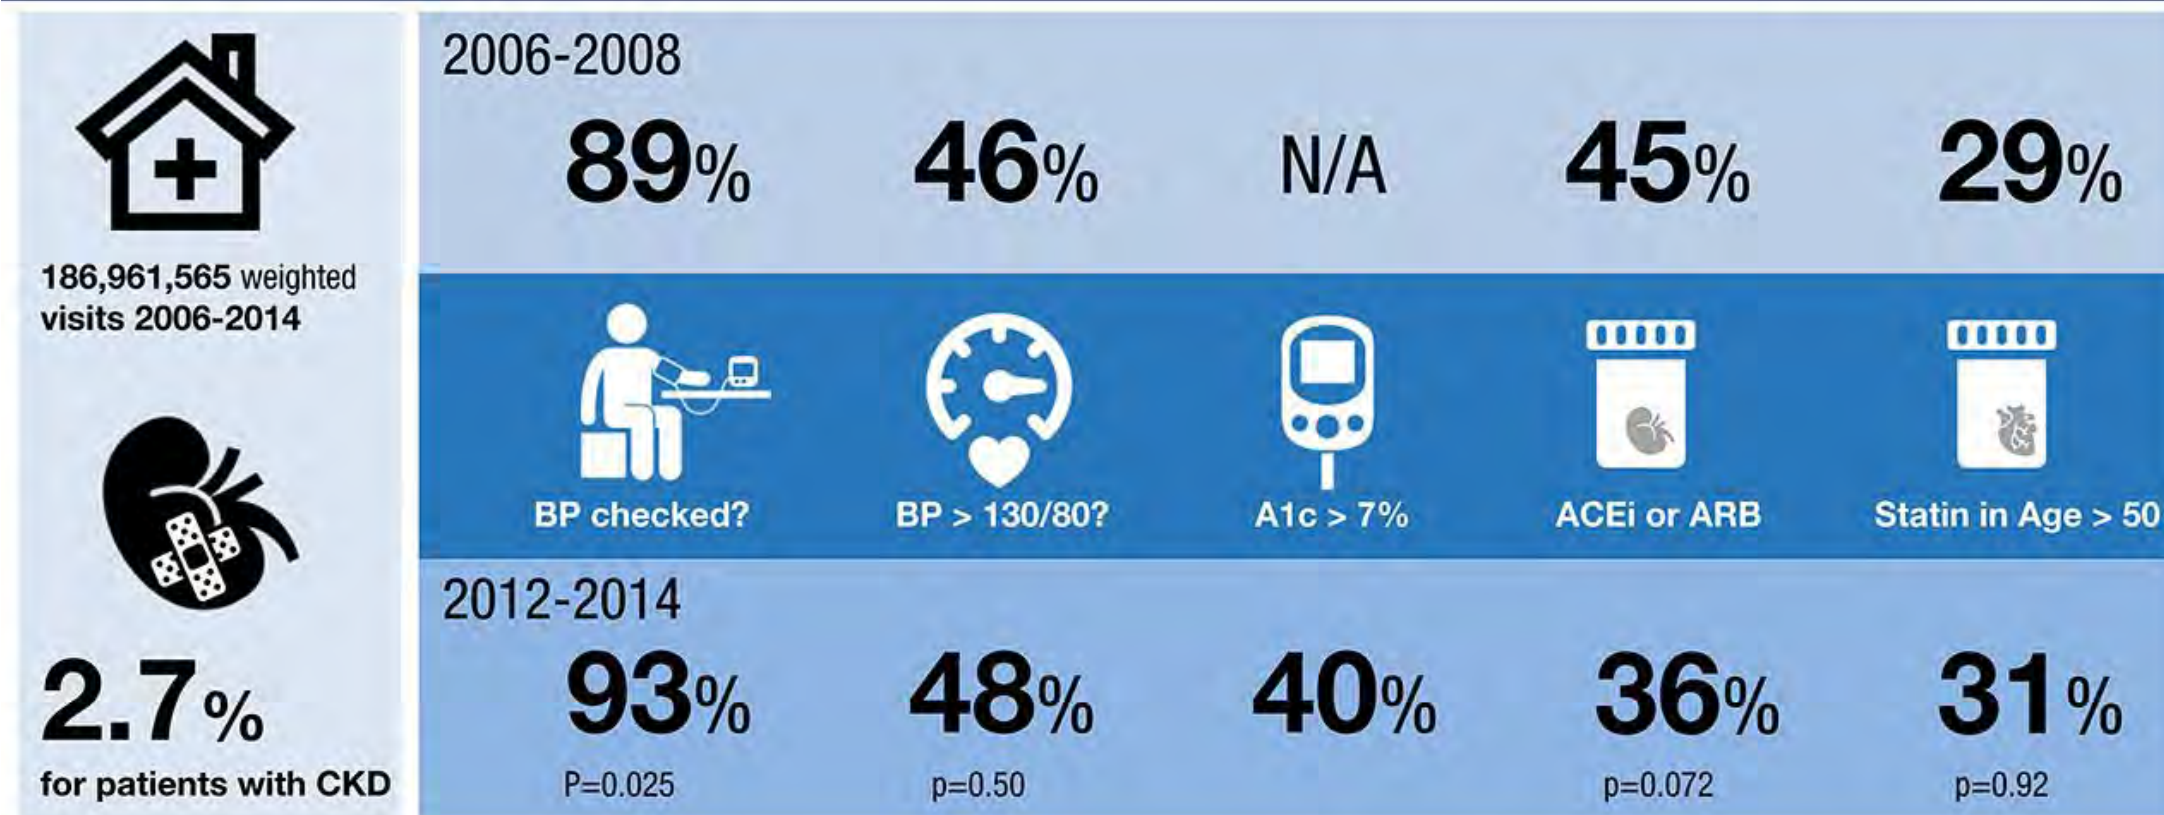 186,961,565 weighted
visits 2006-2014
2.7%
for patients with CKD
2006-2008
89% 46% N/A 45% 29%
BP checked? BP > 130/80? A1c > 7% ACEi or ARB Statin in Age > 50
2012-2014
93% 48% 40% 36% 31%
P=0.025 p=0.50 p=0.072 p=0.92